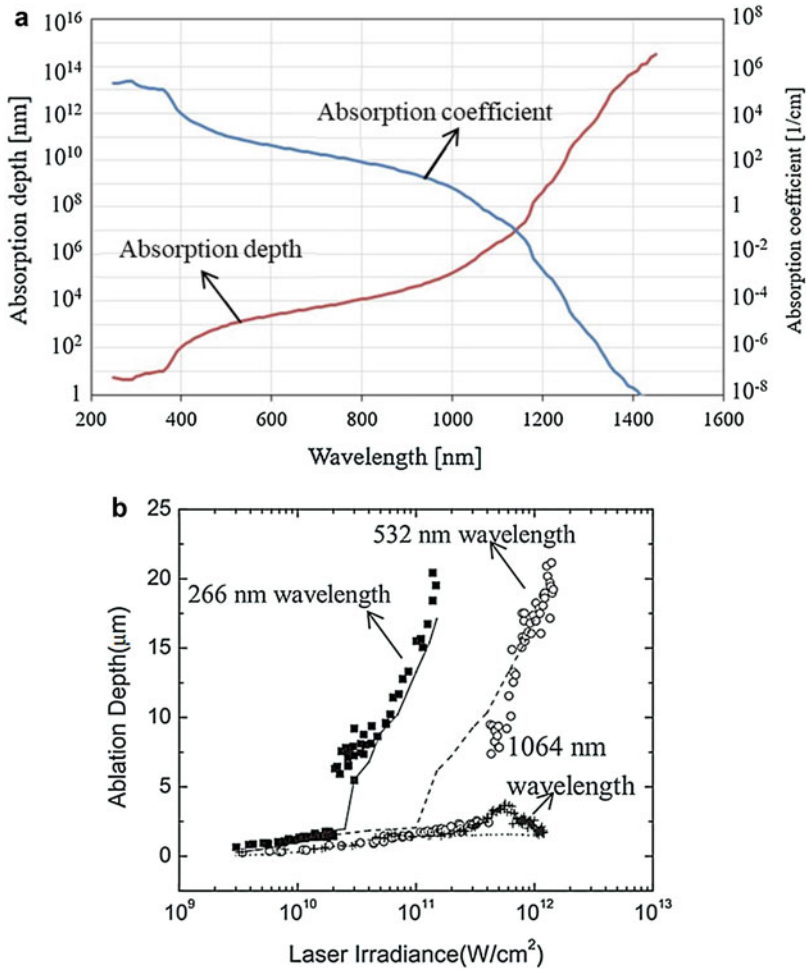 a
10^16
10^14
10^12
10^10
10^8
10^6
10^4
10^2
1
Absorption depth [nm]
Absorption coefficient
Absorption depth
10^8
10^6
10^4
10^2
1
10^-2
10^-4
10^-6
10^-8
Absorption coefficient [1/cm]
200 400 600 800 1000 1200 1400 1600
Wavelength [nm]
b
25
20
15
10
5
0
Ablation Depth(μm)
532 nm wavelength
266 nm wavelength
1064 nm
wavelength
10^9 10^10 10^11 10^12 10^13
Laser Irradiance(W/cm^2)